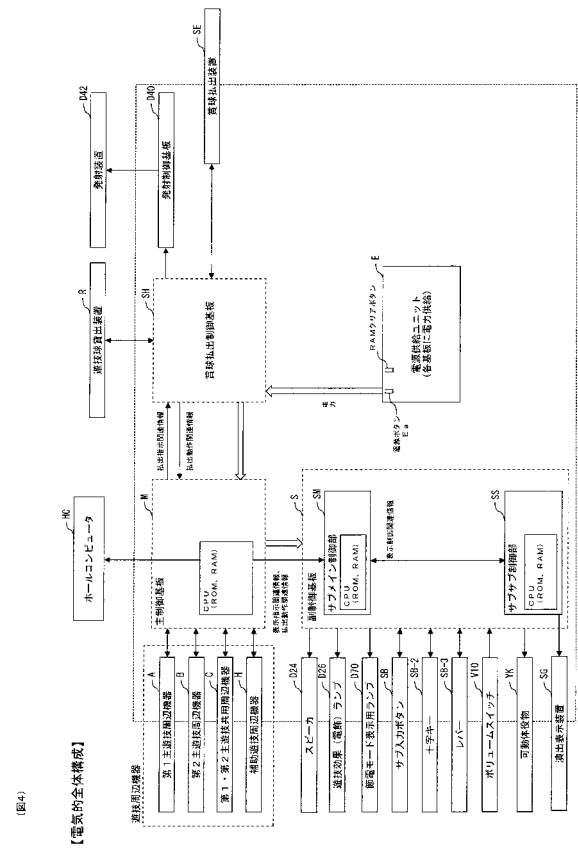 (図4)
【電気的全体構成】
HC
ホールコンピュータ
R
遊技球貸出装置
D42
発射装置
D40
発射制御基板
SE
賞球払出装置
遊技周辺機器
A
第1主遊技周辺機器
B
第2主遊技周辺機器
C
第1・第2主遊技共用周辺機器
H
補助遊技周辺機器
M
主制御基板
CPU
(ROM, RAM)
払出指示関連情報
払出動作関連情報
SH
賞球払出制御基板
表示指示関連情報、
払出動作関連情報
電力
E
RAMクリアボタン
電源供給ユニット
(各基板に電力供給)
Ea
S
副制御基板
SM
サブメイン制御部
CPU
(ROM, RAM)
表示制御関連情報
SS
サブサブ制御部
CPU
(ROM, RAM)
D24
スピーカ
D26
遊技効果(電飾)ランプ
D70
節電モード表示用ランプ
SB
サブ入力ボタン
SB-2
十字キー
SB-3
レバー
V10
ボリュームスイッチ
YK
可動体役物
SG
演出表示装置